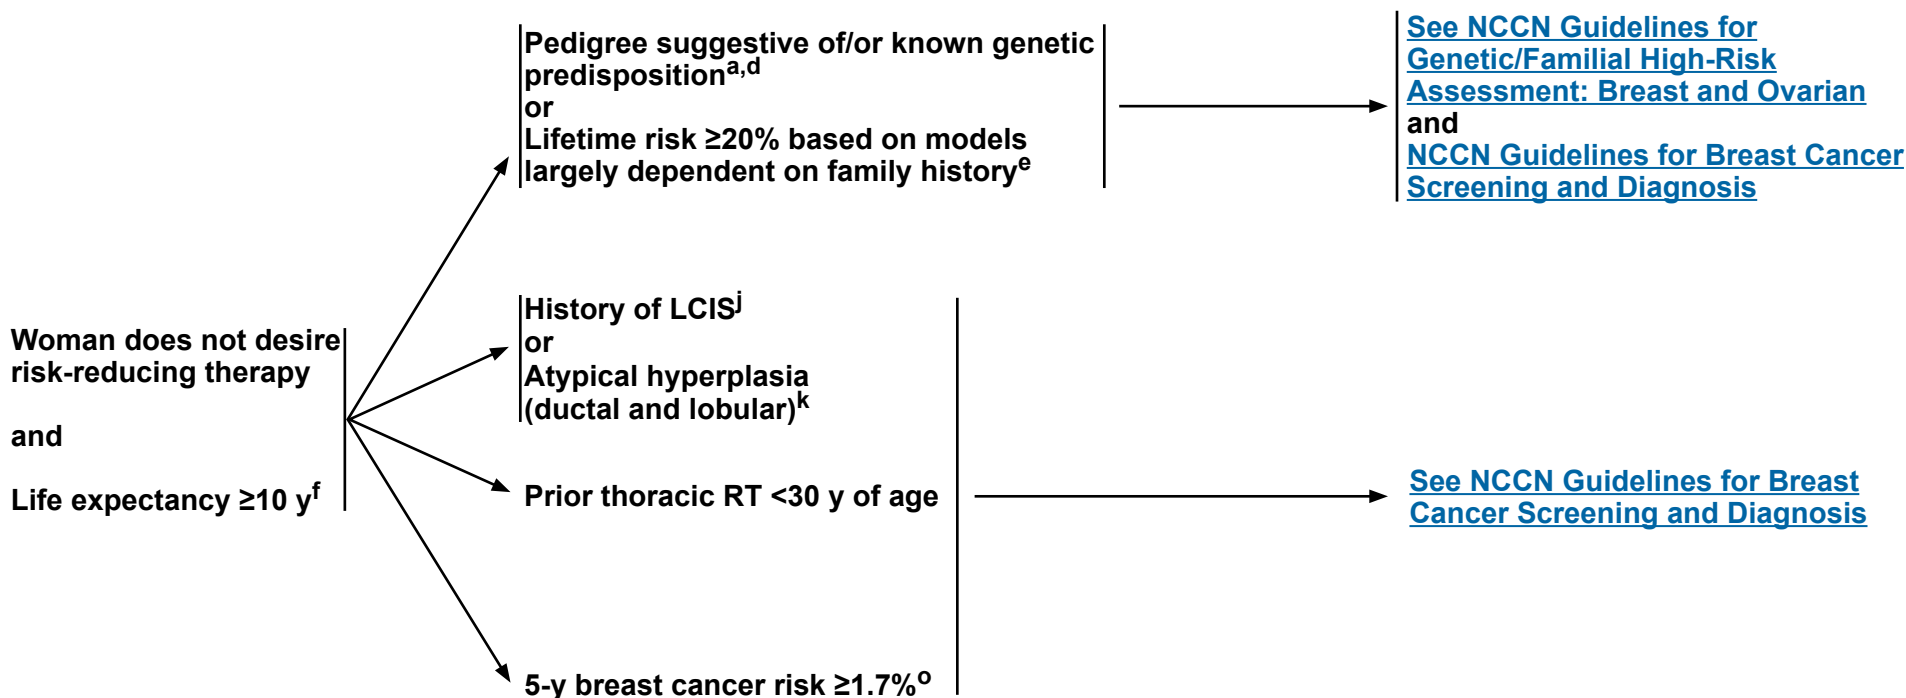 Woman does not desire
risk-reducing therapy
and
Life expectancy ≥10 y^f
Pedigree suggestive of/or known genetic
predisposition^a,d
or
Lifetime risk ≥20% based on models
largely dependent on family history^e
See NCCN Guidelines for
Genetic/Familial High-Risk
Assessment: Breast and Ovarian
and
NCCN Guidelines for Breast Cancer
Screening and Diagnosis
History of LCIS^j
or
Atypical hyperplasia
(ductal and lobular)^k
Prior thoracic RT <30 y of age
5-y breast cancer risk ≥1.7%^o
See NCCN Guidelines for Breast
Cancer Screening and Diagnosis